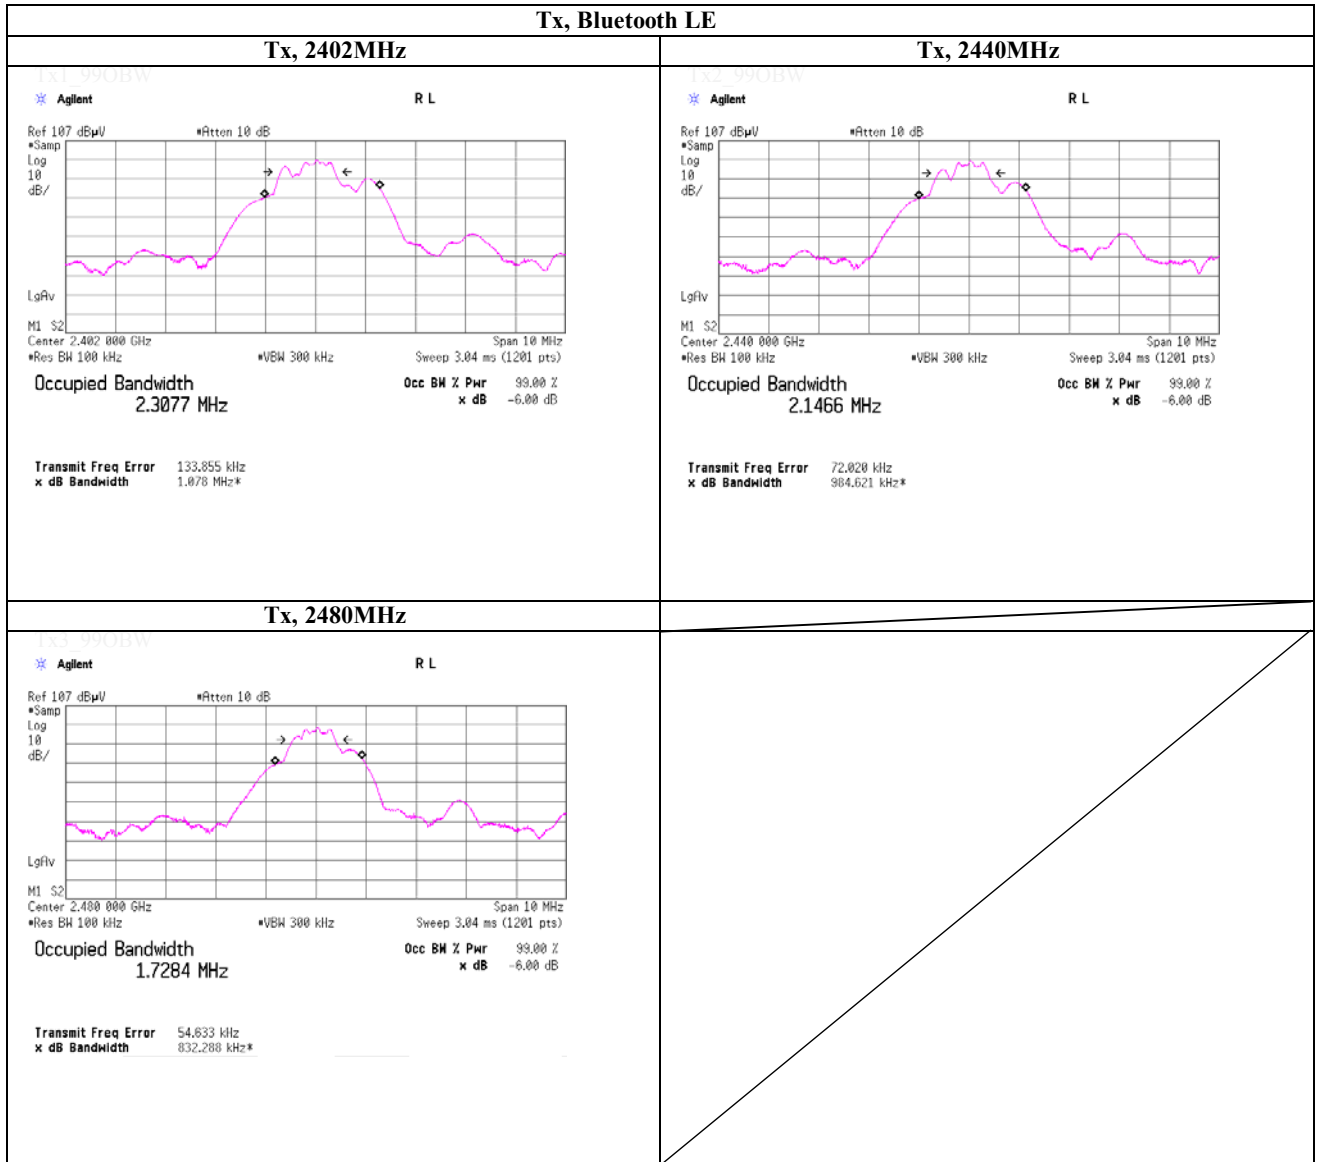 Tx, Bluetooth LE
Tx, 2402MHz
Tx1_99OBW
Agilent R L
Ref 107 dBµV *Atten 10 dB
*Samp
Log
10
dB/
LgAv
M1 S2
Center 2.402 000 GHz Span 10 MHz
*Res BW 100 kHz *VBW 300 kHz Sweep 3.04 ms (1201 pts)
Occupied Bandwidth Occ BW % Pwr 99.00 %
2.3077 MHz x dB -6.00 dB
Transmit Freq Error 133.855 kHz
x dB Bandwidth 1.078 MHz*
Tx, 2440MHz
Tx2_99OBW
Agilent R L
Ref 107 dBµV *Atten 10 dB
*Samp
Log
10
dB/
LgAv
M1 S2
Center 2.440 000 GHz Span 10 MHz
*Res BW 100 kHz *VBW 300 kHz Sweep 3.04 ms (1201 pts)
Occupied Bandwidth Occ BW % Pwr 99.00 %
2.1466 MHz x dB -6.00 dB
Transmit Freq Error 72.020 kHz
x dB Bandwidth 984.621 kHz*
Tx, 2480MHz
Tx3_99OBW
Agilent R L
Ref 107 dBµV *Atten 10 dB
*Samp
Log
10
dB/
LgAv
M1 S2
Center 2.480 000 GHz Span 10 MHz
*Res BW 100 kHz *VBW 300 kHz Sweep 3.04 ms (1201 pts)
Occupied Bandwidth Occ BW % Pwr 99.00 %
1.7284 MHz x dB -6.00 dB
Transmit Freq Error 54.633 kHz
x dB Bandwidth 832.288 kHz*